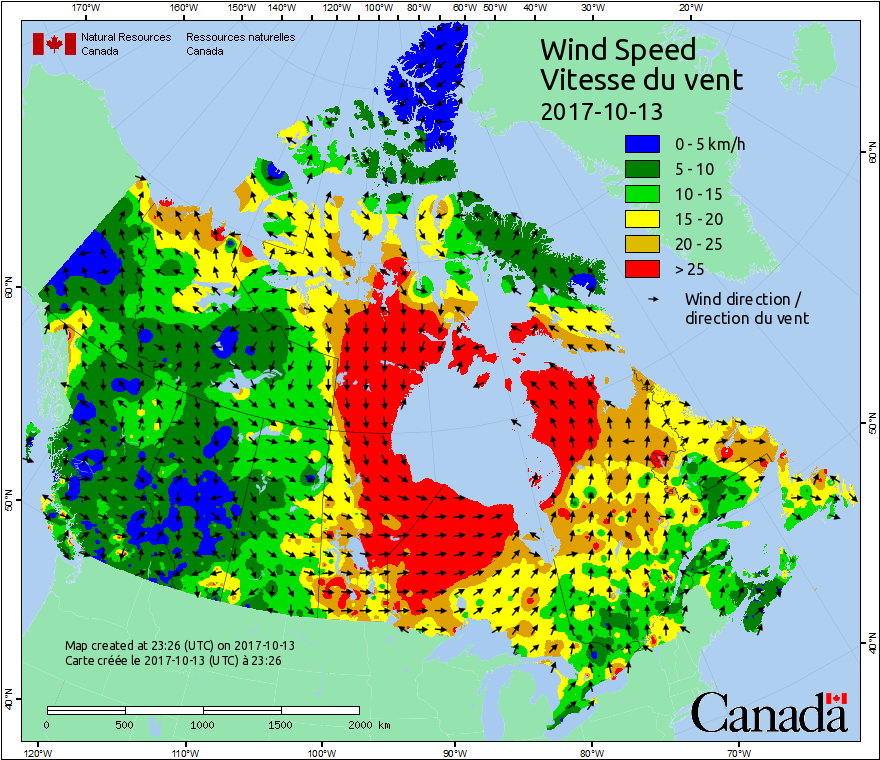 170°W 160°W 150°W 140°W 120°W 100°W 80°W 60°W 50°W 40°W 30°W 20°W
Natural Resources Canada
Ressources naturelles Canada
Wind Speed
Vitesse du vent
2017-10-13
0 - 5 km/h
5 - 10
10 - 15
15 - 20
20 - 25
> 25
Wind direction /
direction du vent
60°N
50°N
40°N
60°N
50°N
40°N
Map created at 23:26 (UTC) on 2017-10-13
Carte créée le 2017-10-13 (UTC) à 23:26
0 500 1000 1500 2000 km
Canada
120°W 110°W 100°W 90°W 80°W 70°W